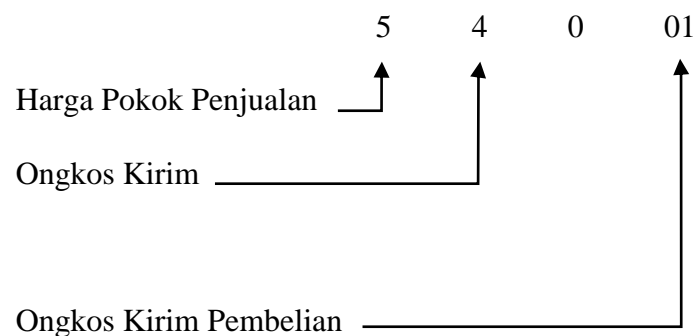 5 4 0 01
Harga Pokok Penjualan
Ongkos Kirim
Ongkos Kirim Pembelian